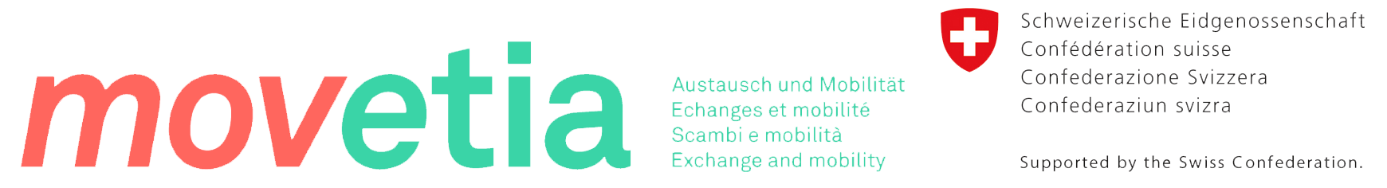 movetia
Austausch und Mobilität
Echanges et mobilité
Scambi e mobilità
Exchange and mobility
Schweizerische Eidgenossenschaft
Confédération suisse
Confederazione Svizzera
Confederaziun svizra
Supported by the Swiss Confederation.